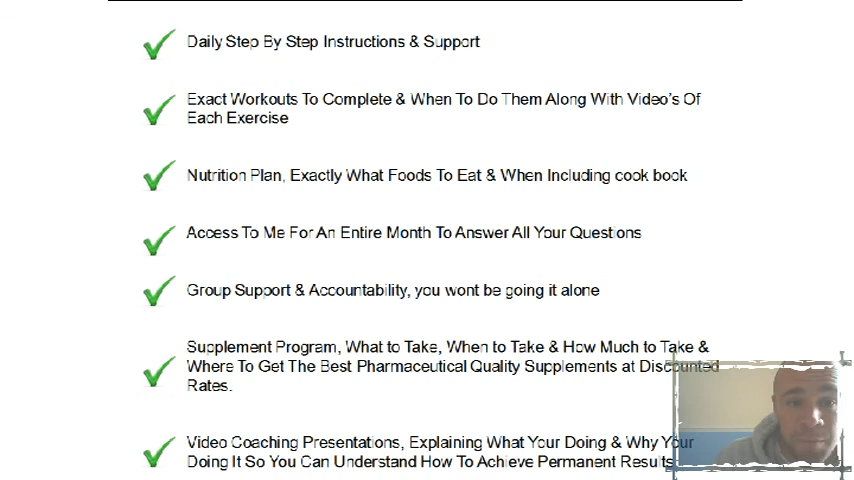 Daily Step By Step Instructions & Support
Exact Workouts To Complete & When To Do Them Along With Video's Of
Each Exercise
Nutrition Plan, Exactly What Foods To Eat & When Including cook book
Access To Me For An Entire Month To Answer All Your Questions
Group Support & Accountability, you wont be going it alone
Supplement Program, What to Take, When to Take & How Much to Take &
Where To Get The Best Pharmaceutical Quality Supplements at Discounted
Rates.
Video Coaching Presentations, Explaining What Your Doing & Why Your
Doing It So You Can Understand How To Achieve Permanent Results